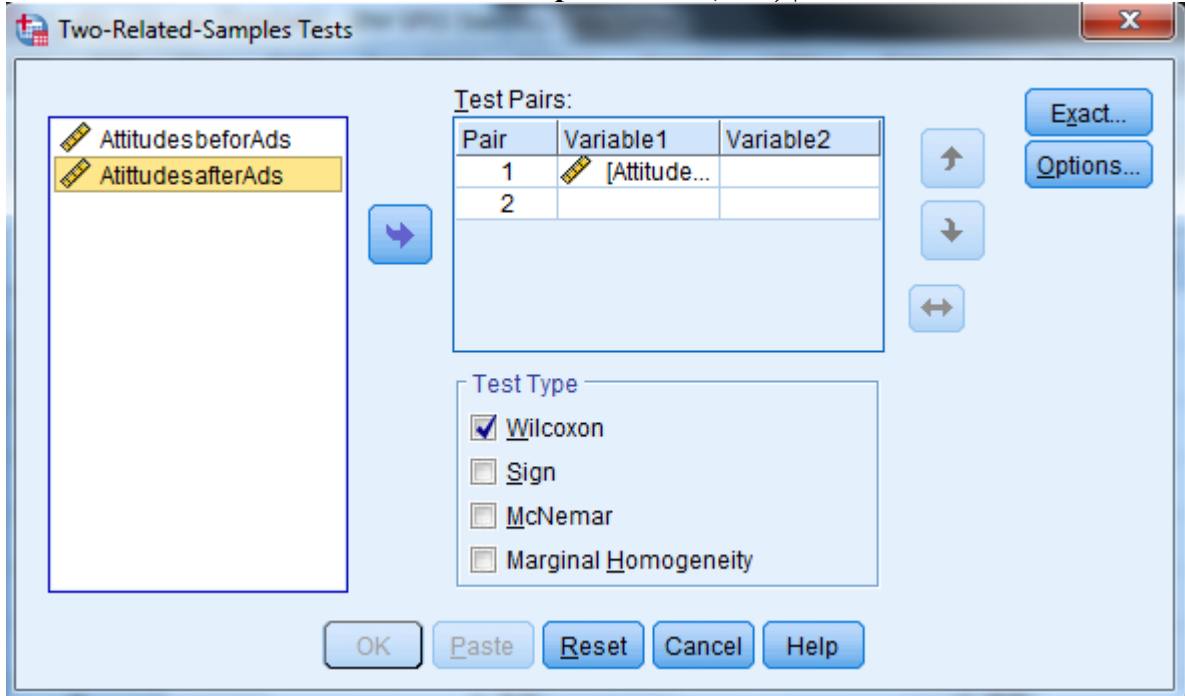 Two-Related-Samples Tests
Test Pairs:
AttitudesbeforAds
AtittudesafterAds
Pair Variable1 Variable2
1 [Attitude...
2
Exact...
Options...
Test Type
Wilcoxon
Sign
McNemar
Marginal Homogeneity
OK Paste Reset Cancel Help